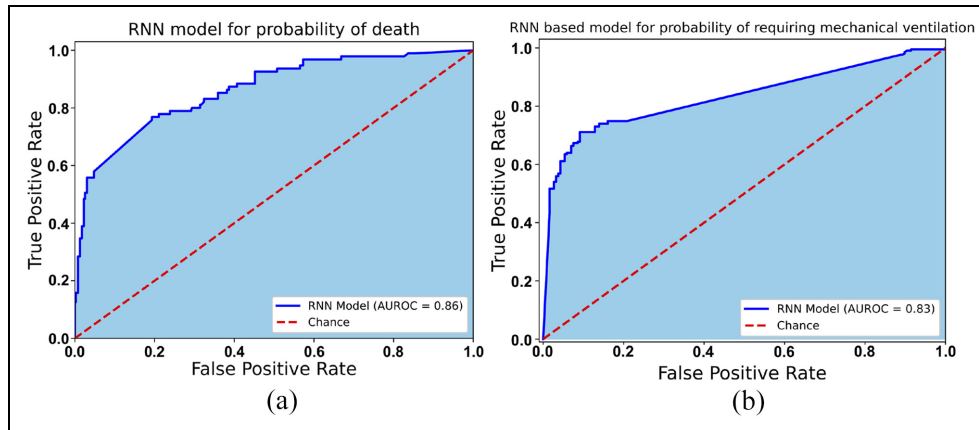 RNN model for probability of death
1.0
0.8
0.6
0.4
0.2
0.0
True Positive Rate
RNN Model (AUROC = 0.86)
Chance
0.0 0.2 0.4 0.6 0.8 1.0
False Positive Rate
(a)
RNN based model for probability of requiring mechanical ventilation
1.0
0.8
0.6
0.4
0.2
0.0
True Positive Rate
RNN Model (AUROC = 0.83)
Chance
0.0 0.2 0.4 0.6 0.8 1.0
False Positive Rate
(b)